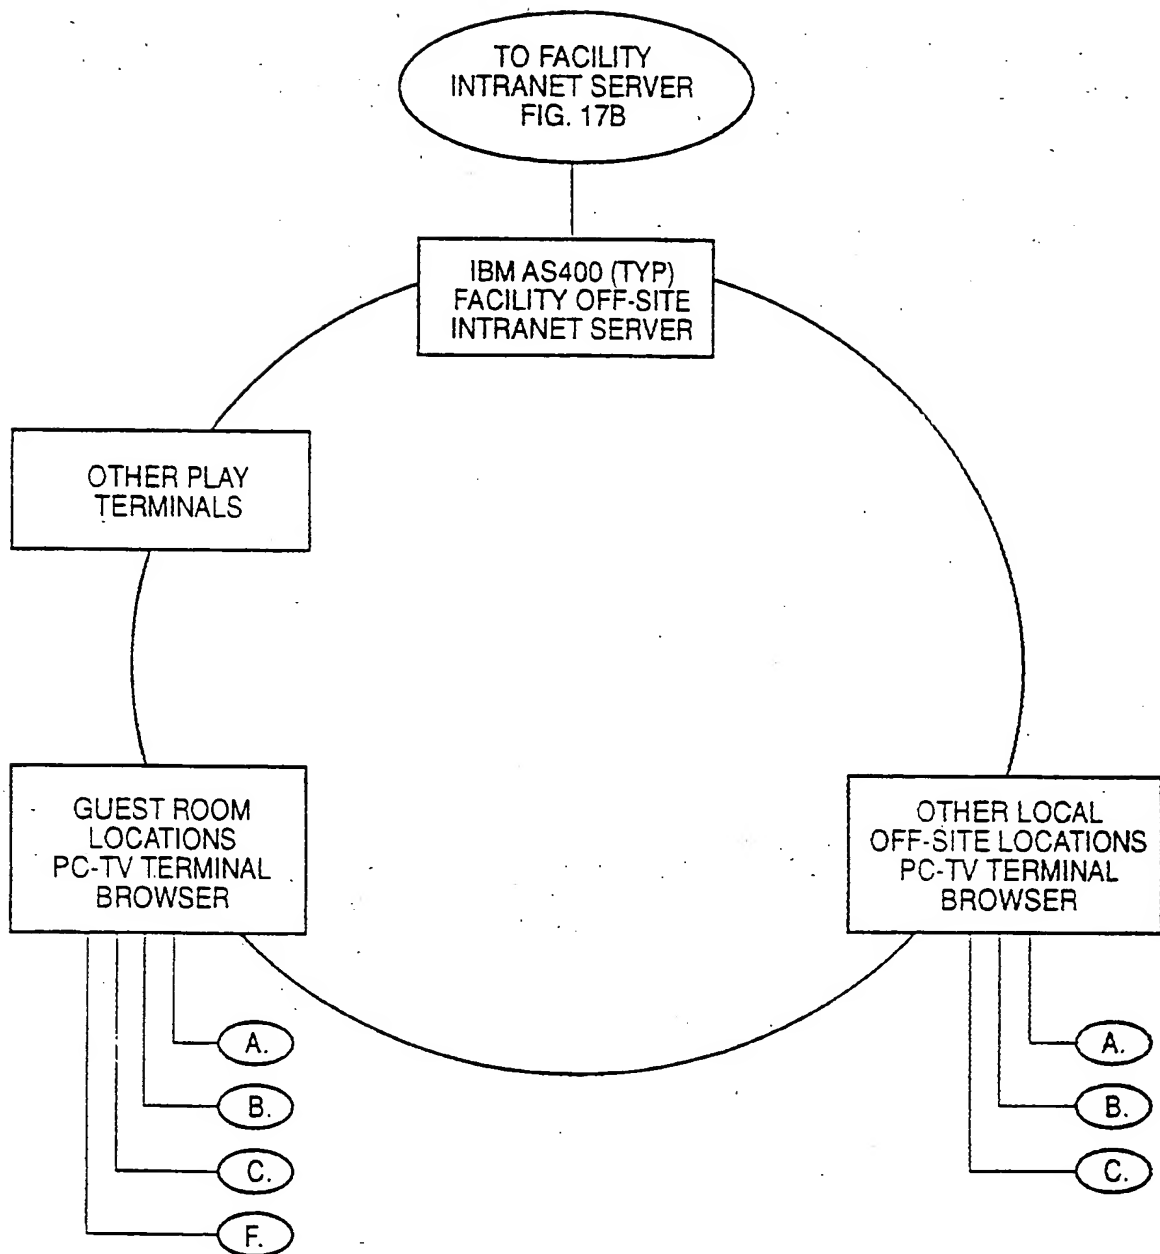 TO FACILITY
INTRANET SERVER
FIG. 17B
IBM AS400 (TYP)
FACILITY OFF-SITE
INTRANET SERVER
OTHER PLAY
TERMINALS
GUEST ROOM
LOCATIONS
PC-TV TERMINAL
BROWSER
A.
B.
C.
F.
OTHER LOCAL
OFF-SITE LOCATIONS
PC-TV TERMINAL
BROWSER
A.
B.
C.